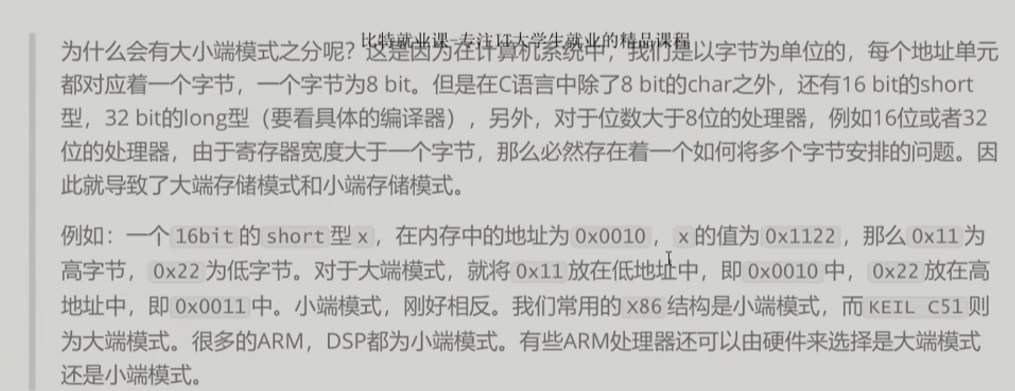 比特就业课-专注IT大学生就业的精品课程
为什么会有大小端模式之分呢？这是因为在计算机系统中，我们是以字节为单位的，每个地址单元
都对应着一个字节，一个字节为8 bit。但是在C语言中除了8 bit的char之外，还有16 bit的short
型，32 bit的long型（要看具体的编译器），另外，对于位数大于8位的处理器，例如16位或者32
位的处理器，由于寄存器宽度大于一个字节，那么必然存在着一个如何将多个字节安排的问题。因
此就导致了大端存储模式和小端存储模式。
例如：一个 16bit 的 short 型 x ，在内存中的地址为 0x0010 ， x 的值为 0x1122 ，那么 0x11 为
高字节， 0x22 为低字节。对于大端模式，就将 0x11 放在低地址中，即 0x0010 中， 0x22 放在高
地址中，即 0x0011 中。小端模式，刚好相反。我们常用的 X86 结构是小端模式，而 KEIL C51 则
为大端模式。很多的ARM，DSP都为小端模式。有些ARM处理器还可以由硬件来选择是大端模式
还是小端模式。